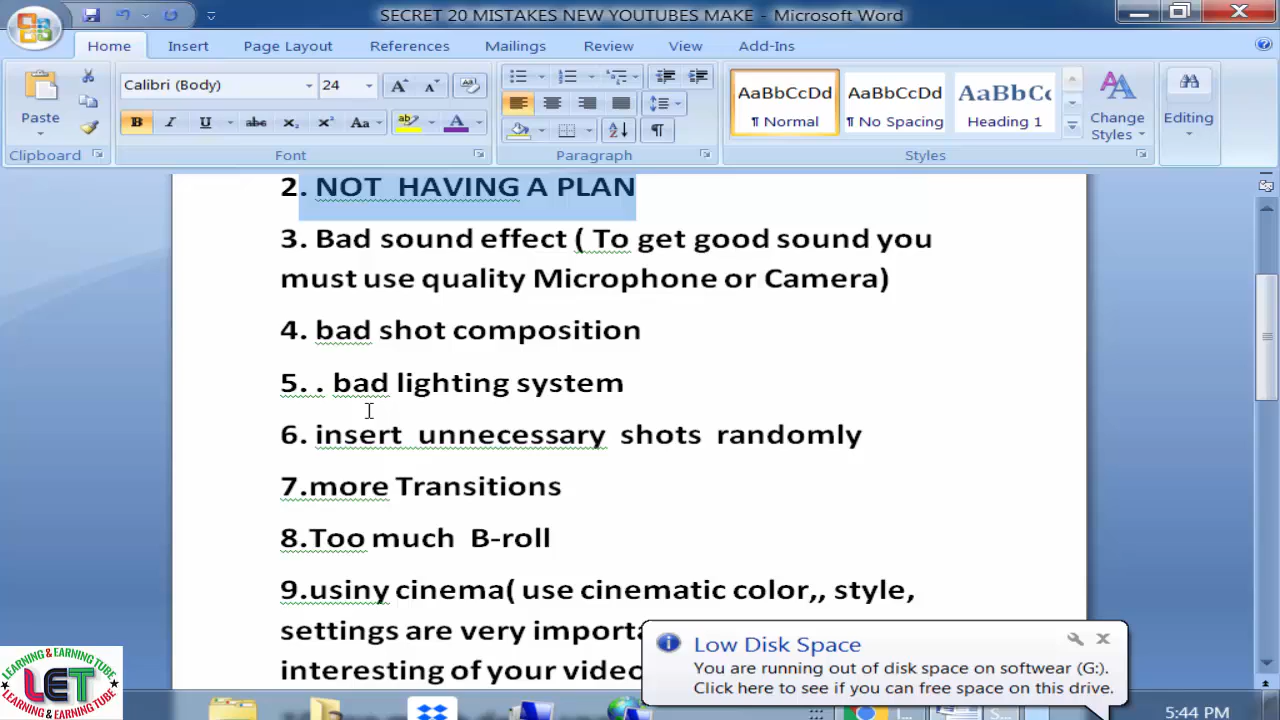 SECRET 20 MISTAKES NEW YOUTUBES MAKE - Microsoft Word
Home Insert Page Layout References Mailings Review View Add-Ins
Calibri (Body) 24
AaBbCcDd AaBbCcDd AaBbCc
Paste
¶ Normal ¶ No Spacing Heading 1
Change Styles
Editing
Clipboard Font Paragraph Styles
2. NOT HAVING A PLAN
3. Bad sound effect ( To get good sound you
must use quality Microphone or Camera)
4. bad shot composition
5. . bad lighting system
6. insert unnecessary shots randomly
7.more Transitions
8.Too much B-roll
9.usiny cinema( use cinematic color,, style,
settings are very importa
interesting of your video
Low Disk Space
You are running out of disk space on softwear (G:).
Click here to see if you can free space on this drive.
LEARNING & EARNING TUBE
LET
LEARNING & EARNING TUBE
5:44 PM